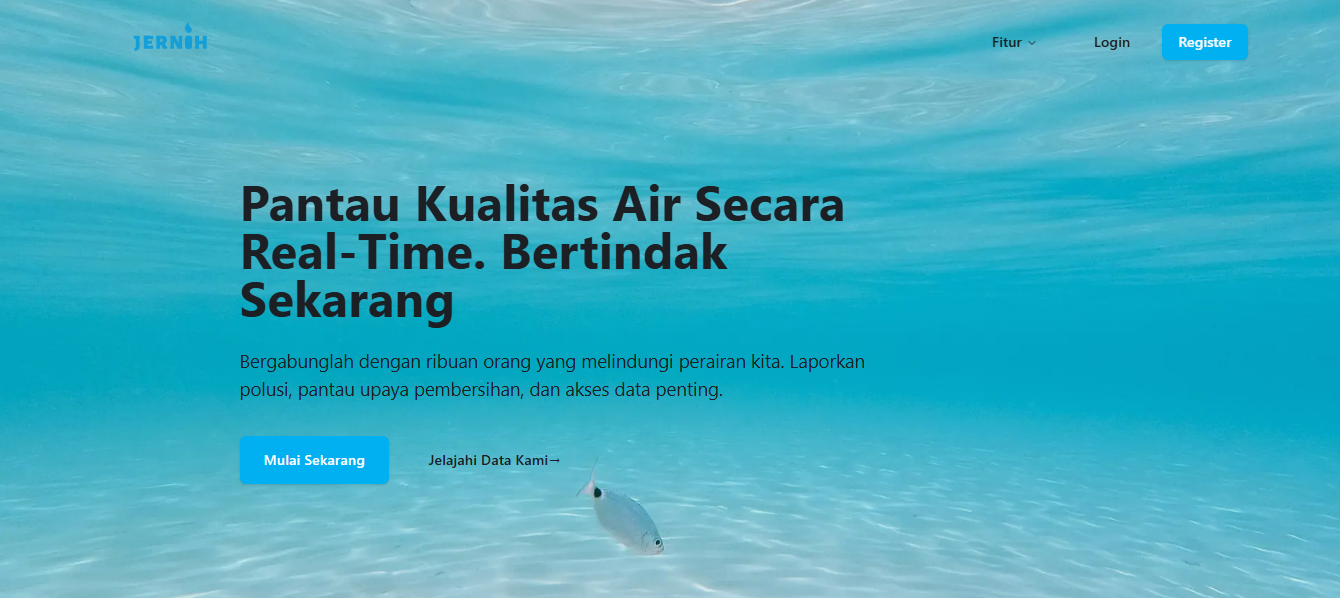 JERNIH
Fitur
Login
Register
Pantau Kualitas Air Secara
Real-Time. Bertindak
Sekarang
Bergabunglah dengan ribuan orang yang melindungi perairan kita. Laporkan
polusi, pantau upaya pembersihan, dan akses data penting.
Mulai Sekarang
Jelajahi Data Kami→